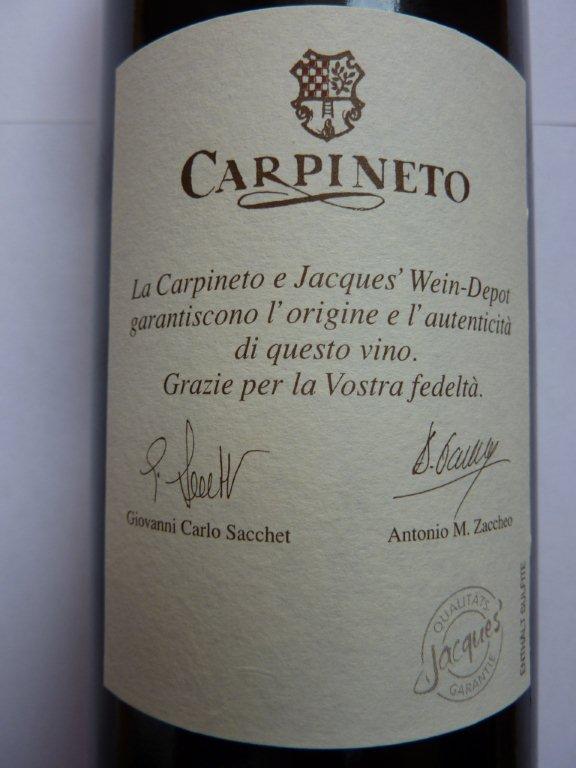 CARPINETO
La Carpineto e Jacques' Wein-Depot
garantiscono l'origine e l'autenticità
di questo vino.
Grazie per la Vostra fedeltà.
Giovanni Carlo Sacchet
Antonio M. Zaccheo
QUALITÄTS
Jacques'
GARANTIE
ENTHÄLT SULFITE